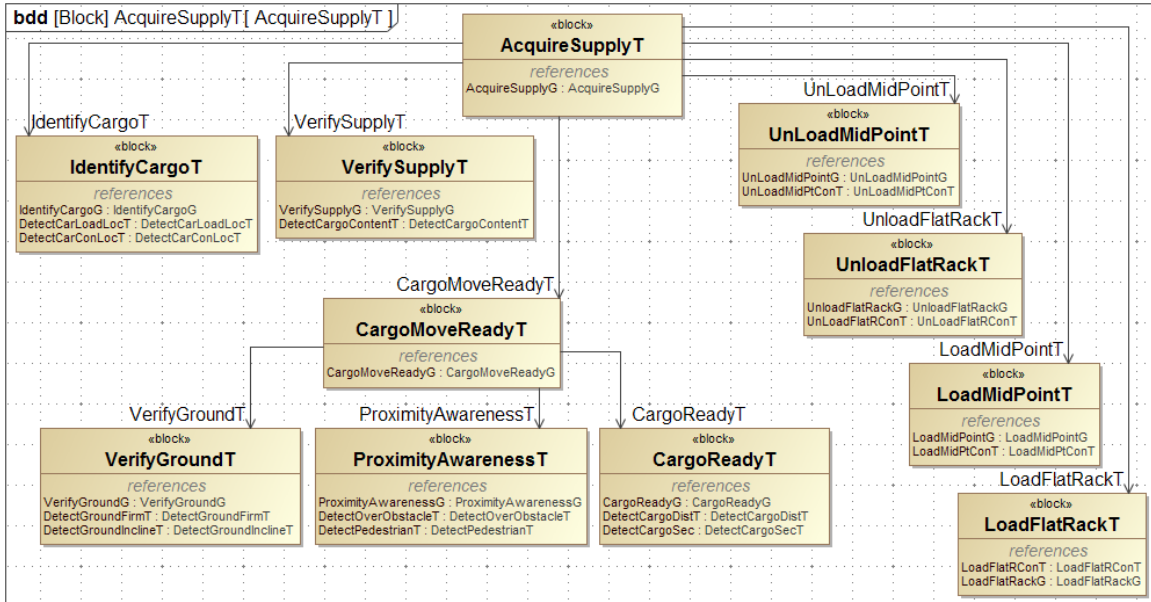 bdd [Block] AcquireSupplyT [ AcquireSupplyT ]
«block»
AcquireSupplyT
references
AcquireSupplyG : AcquireSupplyG
IdentifyCargoT
«block»
IdentifyCargoT
references
IdentifyCargoG : IdentifyCargoG
DetectCarLoadLocT : DetectCarLoadLocT
DetectCarConLocT : DetectCarConLocT
VerifySupplyT
«block»
VerifySupplyT
references
VerifySupplyG : VerifySupplyG
DetectCargoContentT : DetectCargoContentT
UnLoadMidPointT
«block»
UnLoadMidPointT
references
UnLoadMidPointG : UnLoadMidPointG
UnLoadMidPtConT : UnLoadMidPtConT
UnloadFlatRackT
«block»
UnloadFlatRackT
references
UnloadFlatRackG : UnloadFlatRackG
UnLoadFlatRConT : UnLoadFlatRConT
CargoMoveReadyT
«block»
CargoMoveReadyT
references
CargoMoveReadyG : CargoMoveReadyG
LoadMidPointT
«block»
LoadMidPointT
references
LoadMidPointG : LoadMidPointG
LoadMidPtConT : LoadMidPtConT
VerifyGroundT
«block»
VerifyGroundT
references
VerifyGroundG : VerifyGroundG
DetectGroundFirmT : DetectGroundFirmT
DetectGroundInclineT : DetectGroundInclineT
ProximityAwarenessT
«block»
ProximityAwarenessT
references
ProximityAwarenessG : ProximityAwarenessG
DetectOverObstacleT : DetectOverObstacleT
DetectPedestrianT : DetectPedestrianT
CargoReadyT
«block»
CargoReadyT
references
CargoReadyG : CargoReadyG
DetectCargoDistT : DetectCargoDistT
DetectCargoSec : DetectCargoSecT
LoadFlatRackT
«block»
LoadFlatRackT
references
LoadFlatRConT : LoadFlatRConT
LoadFlatRackG : LoadFlatRackG